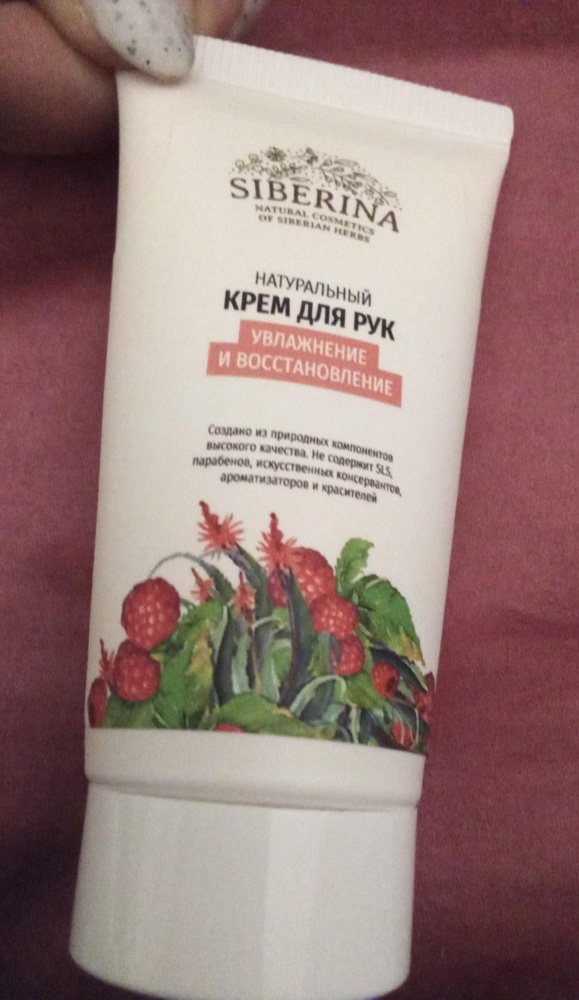 SIBERINA
NATURAL COSMETICS
OF SIBERIAN HERBS
НАТУРАЛЬНЫЙ
КРЕМ ДЛЯ РУК
УВЛАЖНЕНИЕ
И ВОССТАНОВЛЕНИЕ
Создано из природных компонентов
высокого качества. Не содержит SLS,
парабенов, искусственных консервантов,
ароматизаторов и красителей